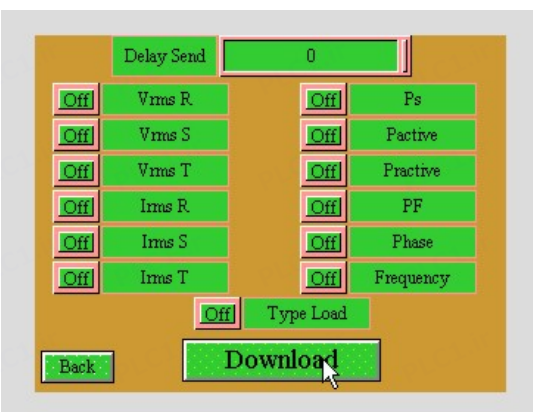 Delay Send 0
Off Vrms R Off Ps
Off Vrms S Off Pactive
Off Vrms T Off Practive
Off Irms R Off PF
Off Irms S Off Phase
Off Irms T Off Frequency
Off Type Load
Back Download